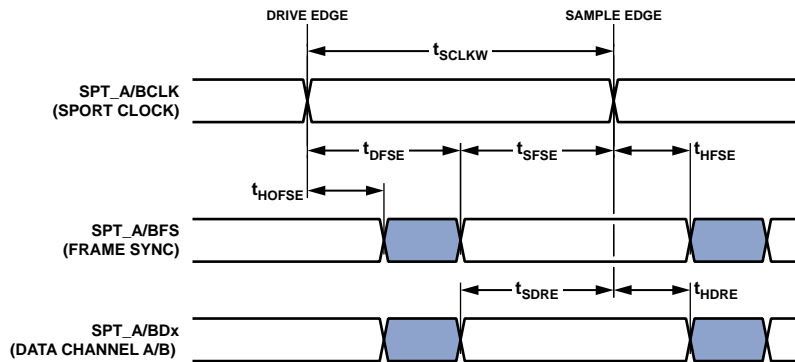 DRIVE EDGE
SAMPLE EDGE
tSCLKW
SPT_A/BCLK
(SPORT CLOCK)
tDFSE
tSFSE
tHFSE
tHOFSE
SPT_A/BFS
(FRAME SYNC)
tSDRE
tHDRE
SPT_A/BDx
(DATA CHANNEL A/B)